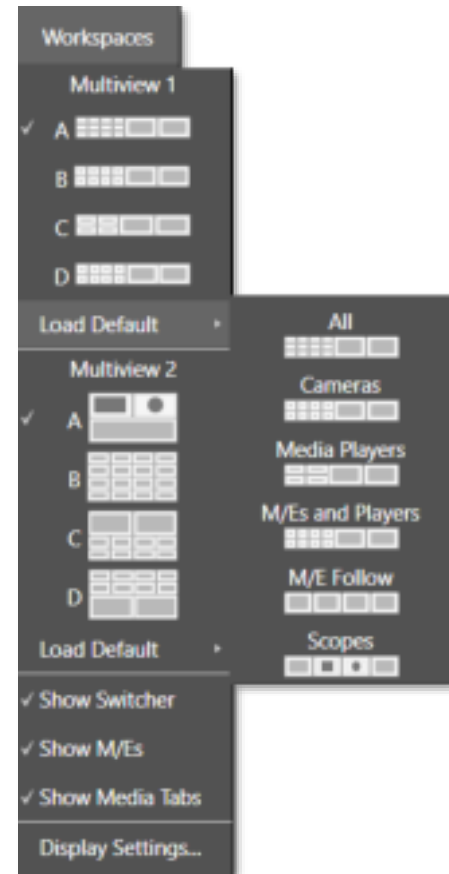 Workspaces
Multiview 1
✓ A
B
C
D
Load Default
Multiview 2
✓ A
B
C
D
Load Default
✓ Show Switcher
✓ Show M/Es
✓ Show Media Tabs
Display Settings...
All
Cameras
Media Players
M/Es and Players
M/E Follow
Scopes